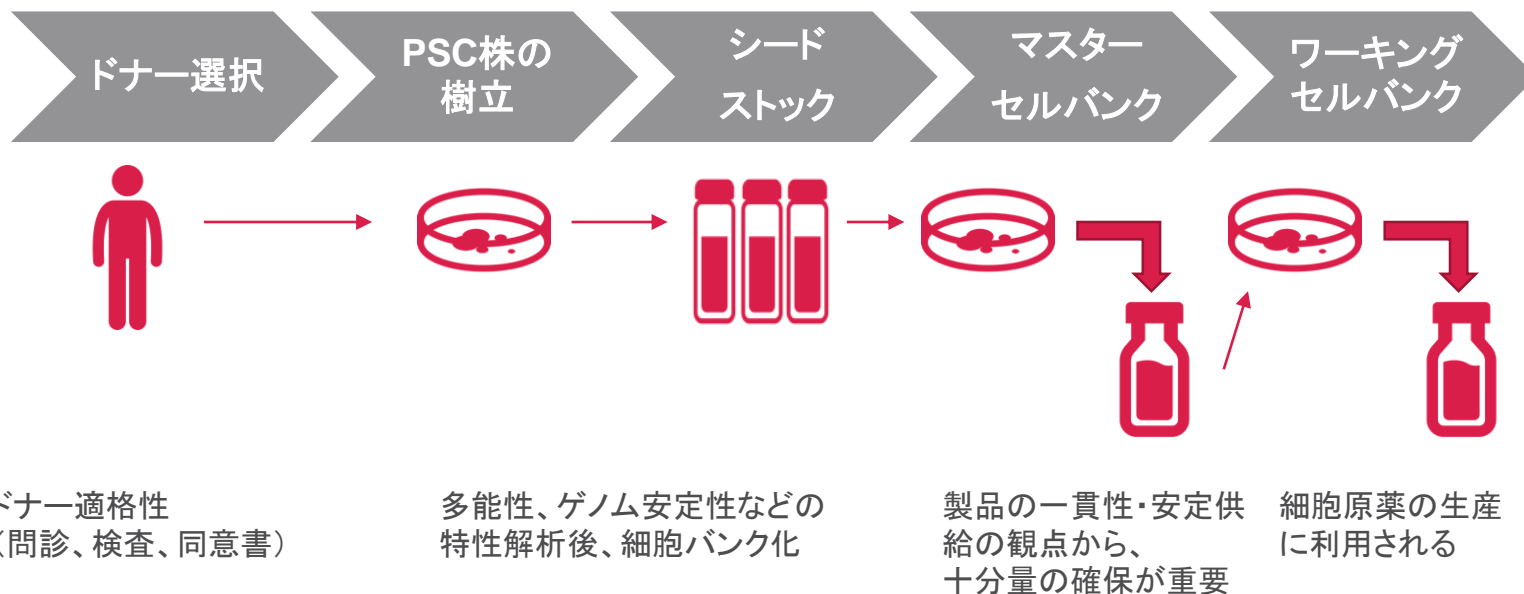 ドナー選択
PSC株の
樹立
シード
ストック
マスター
セルバンク
ワーキング
セルバンク
ドナー適格性
（問診、検査、同意書）
多能性、ゲノム安定性などの
特性解析後、細胞バンク化
製品の一貫性・安定供
給の観点から、
十分量の確保が重要
細胞原薬の生産
に利用される